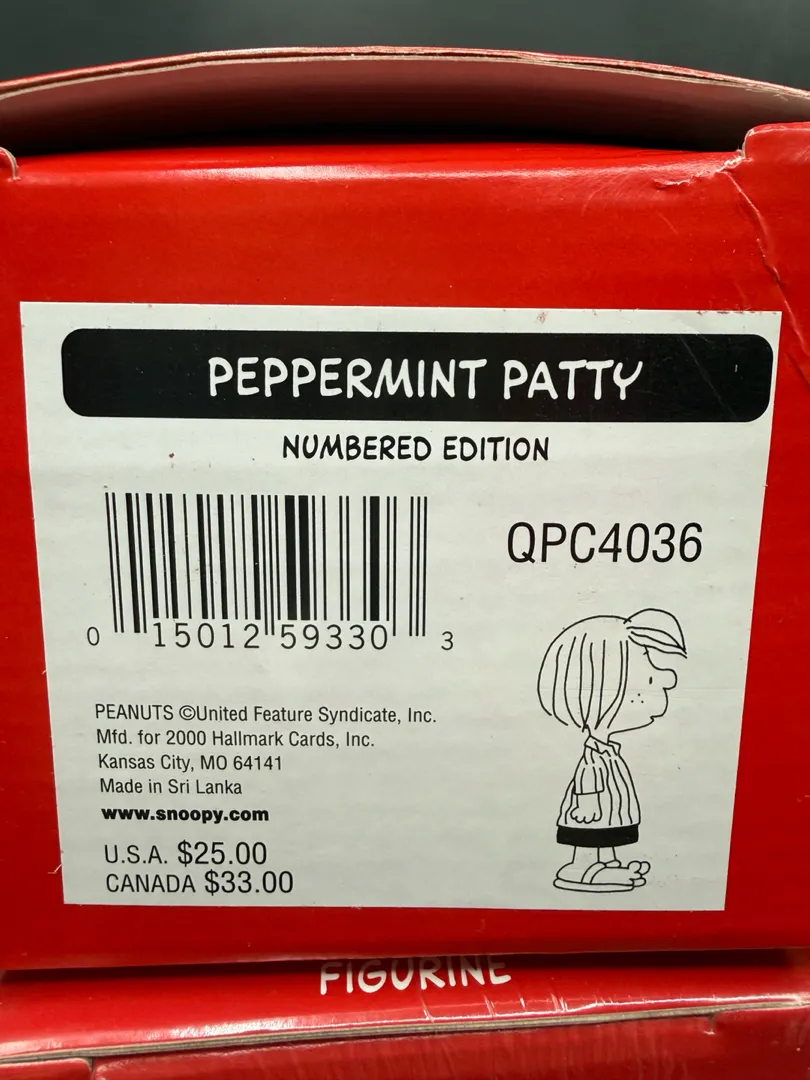 PEPPERMINT PATTY
NUMBERED EDITION
QPC4036
0 15012 59330 3
PEANUTS ©United Feature Syndicate, Inc.
Mfd. for 2000 Hallmark Cards, Inc.
Kansas City, MO 64141
Made in Sri Lanka
www.snoopy.com
U.S.A. $25.00
CANADA $33.00
FIGURINE